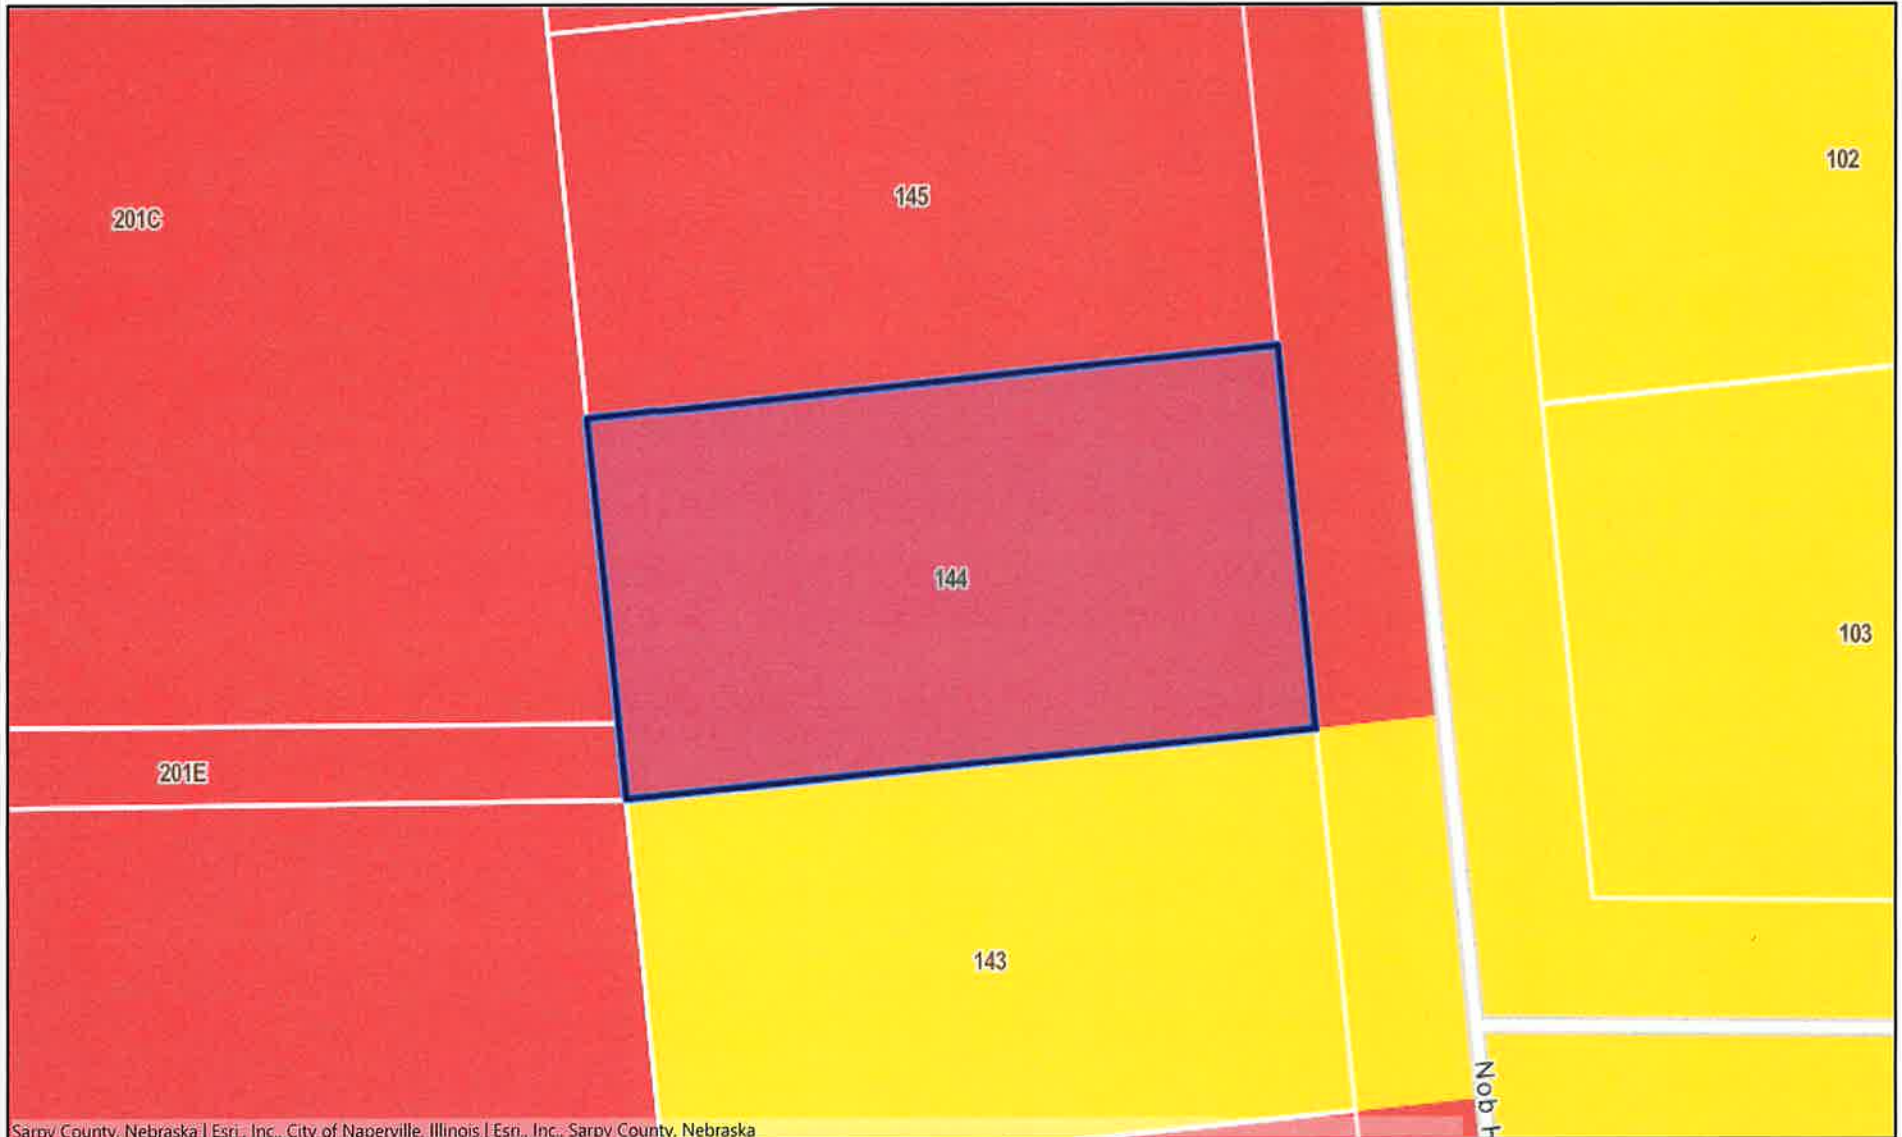 102
145
201C
144
103
201E
143
Nob
Sarpy County, Nebraska | Esri., Inc., City of Naperville, Illinois | Esri., Inc., Sarpy County, Nebraska